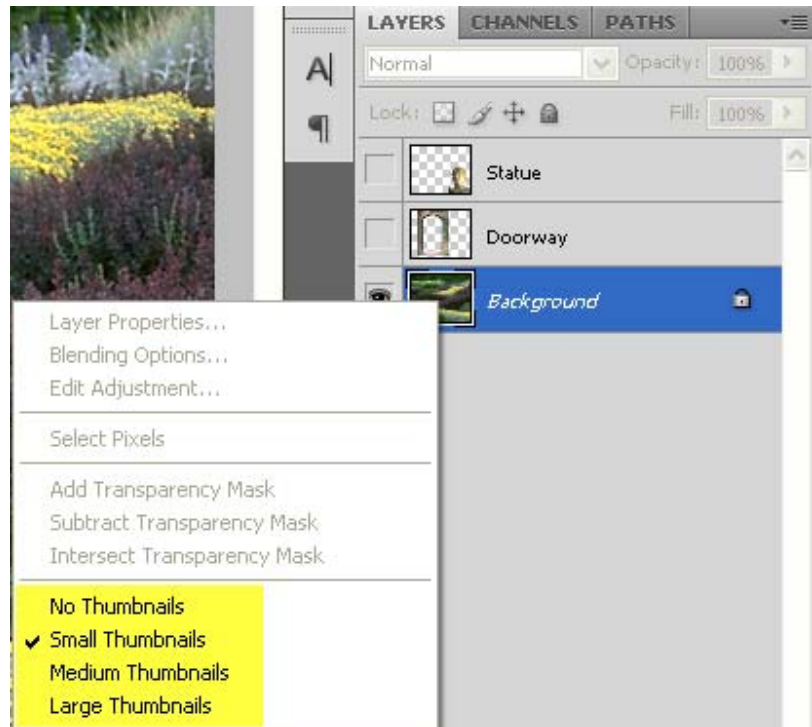 LAYERS CHANNELS PATHS
Normal Opacity: 100%
Lock: Fill: 100%
Statue
Doorway
Background
Layer Properties...
Blending Options...
Edit Adjustment...
Select Pixels
Add Transparency Mask
Subtract Transparency Mask
Intersect Transparency Mask
No Thumbnails
Small Thumbnails
Medium Thumbnails
Large Thumbnails